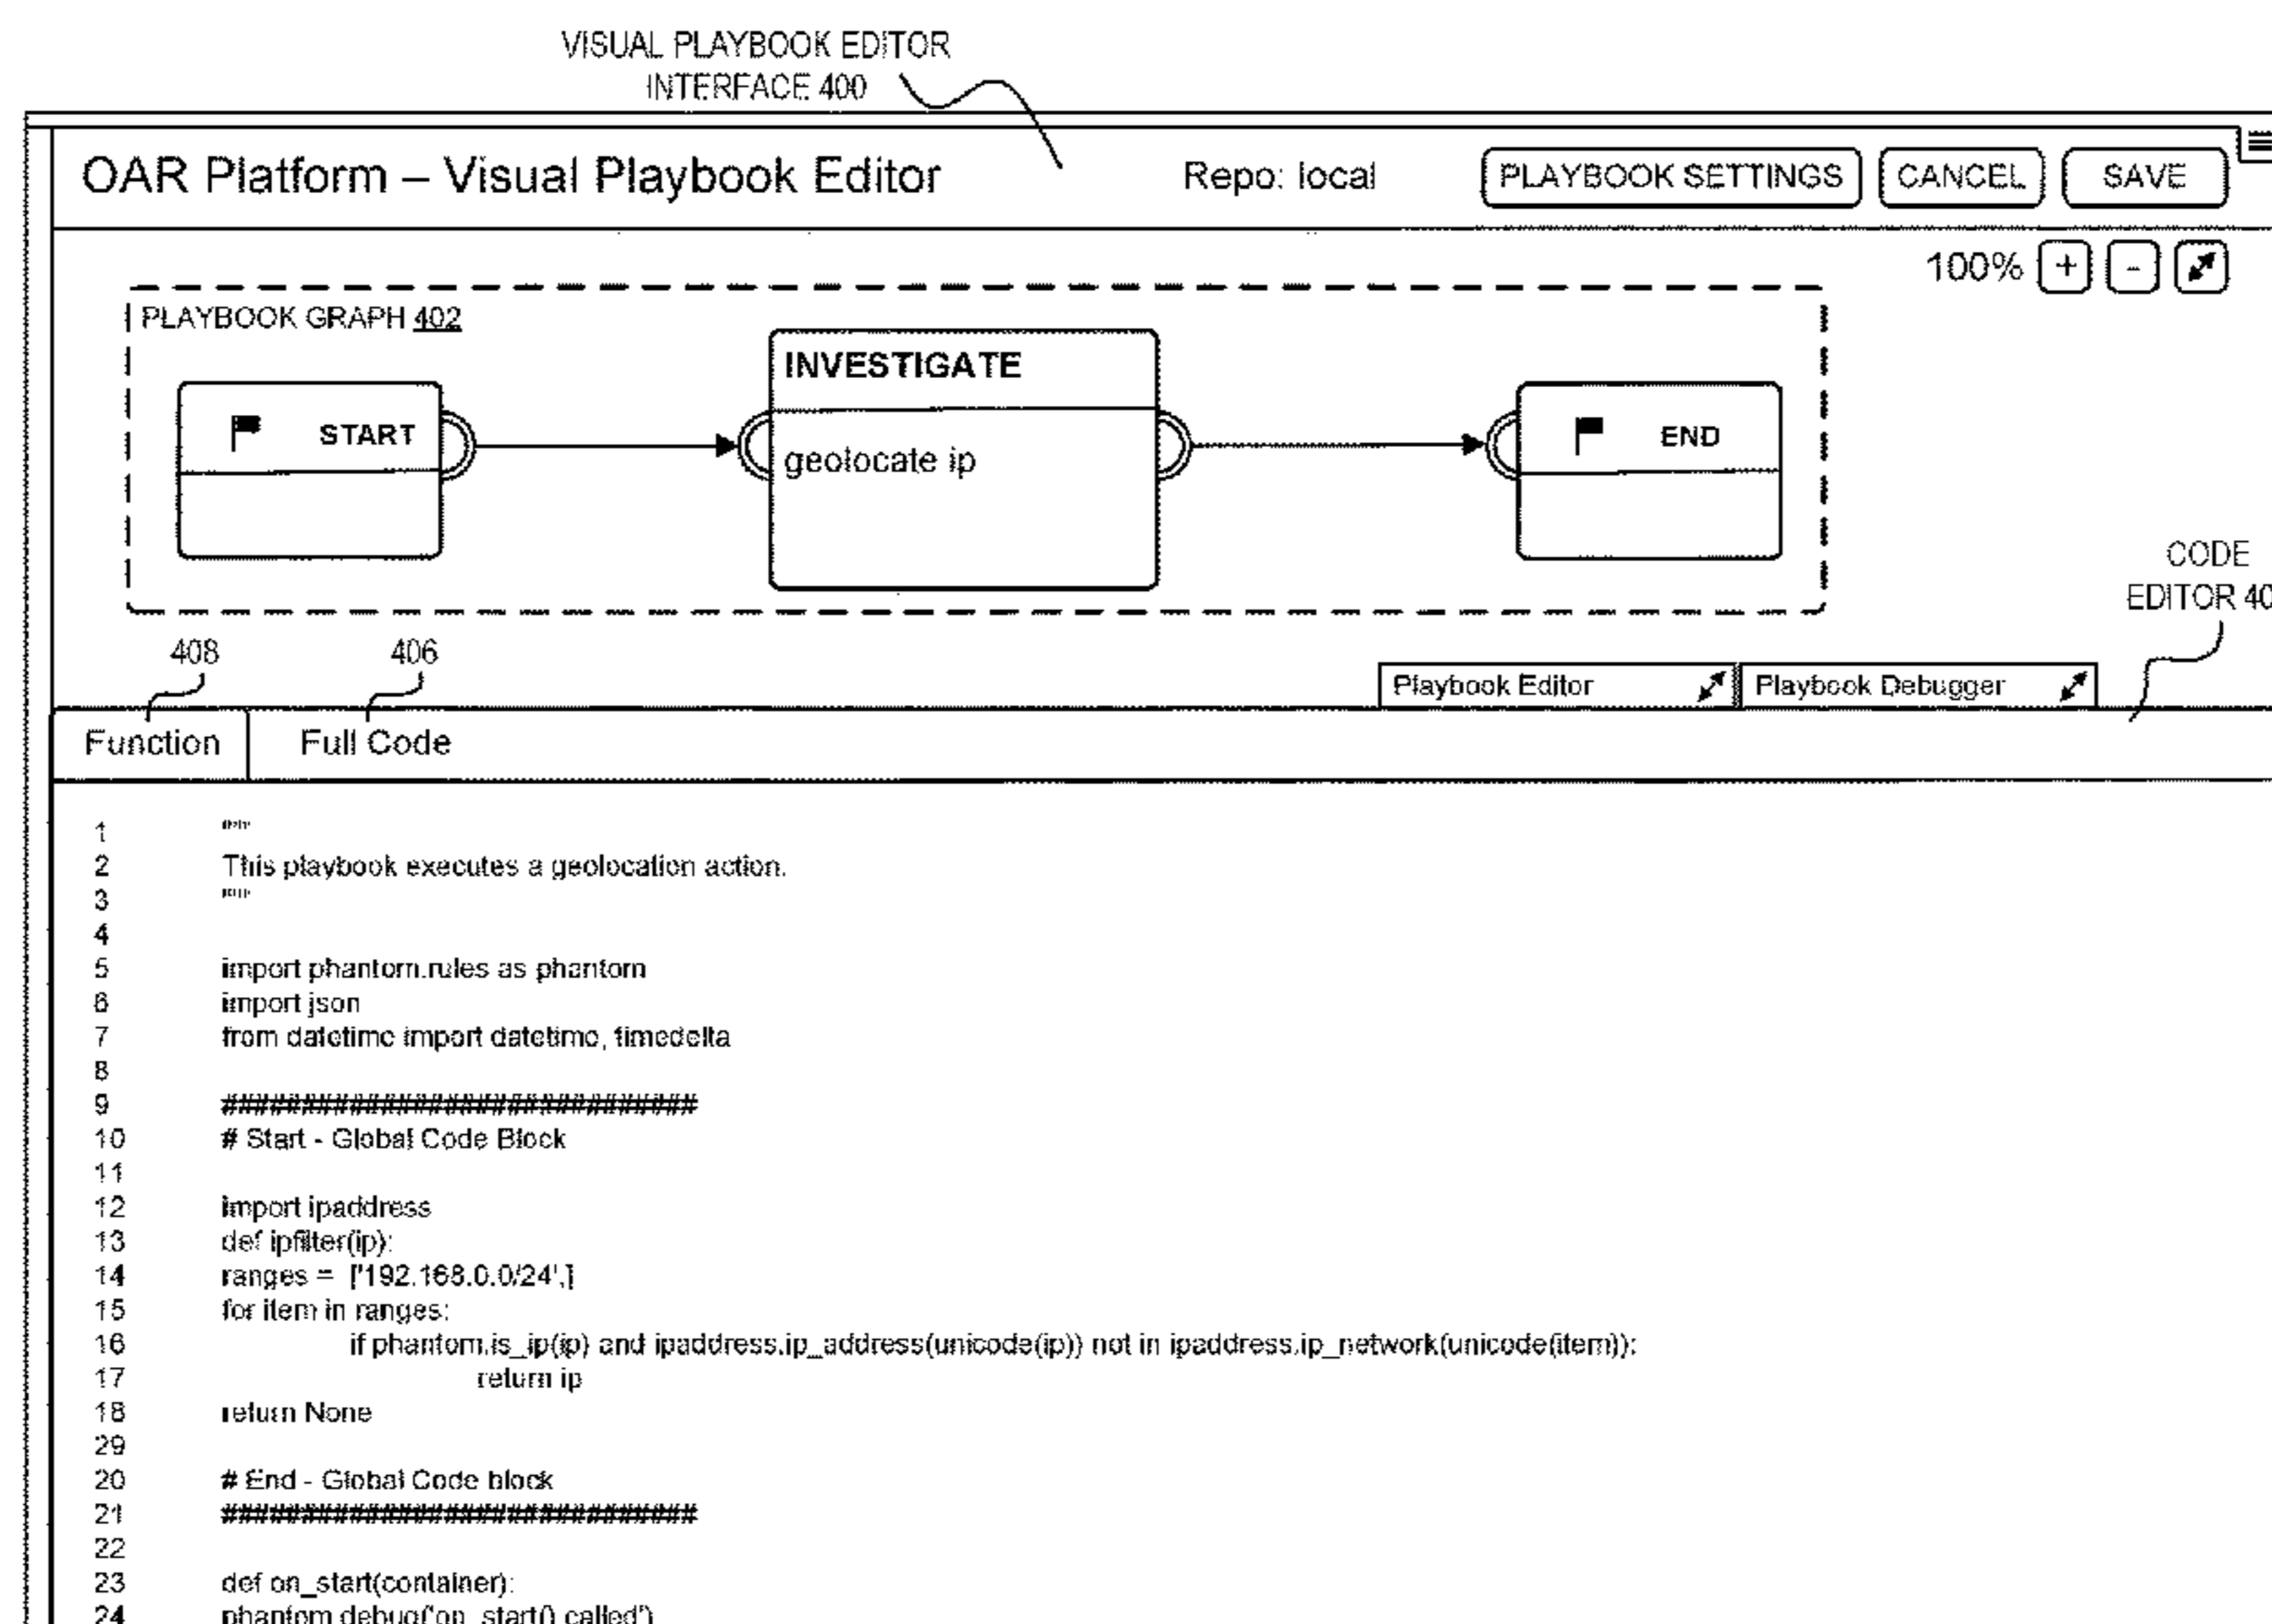 VISUAL PLAYBOOK EDITOR
INTERFACE 400
OAR Platform – Visual Playbook Editor
Repo: local
PLAYBOOK SETTINGS
CANCEL
SAVE
100% + -
PLAYBOOK GRAPH 402
START
INVESTIGATE
geolocate ip
END
CODE
EDITOR 40
408
406
Playbook Editor
Playbook Debugger
Function
Full Code
1 """
2 This playbook executes a geolocation action.
3 """
4
5 import phantom.rules as phantom
6 import json
7 from datetime import datetime, timedelta
8
9 ##############################
10 # Start - Global Code Block
11
12 import ipaddress
13 def ipfilter(ip):
14 ranges = ['192.168.0.0/24',]
15 for item in ranges:
16 if phantom.is_ip(ip) and ipaddress.ip_address(unicode(ip)) not in ipaddress.ip_network(unicode(item)):
17 return ip
18 return None
29
20 # End - Global Code block
21 ##############################
22
23 def on_start(container):
24 phantom.debug('on_start() called')